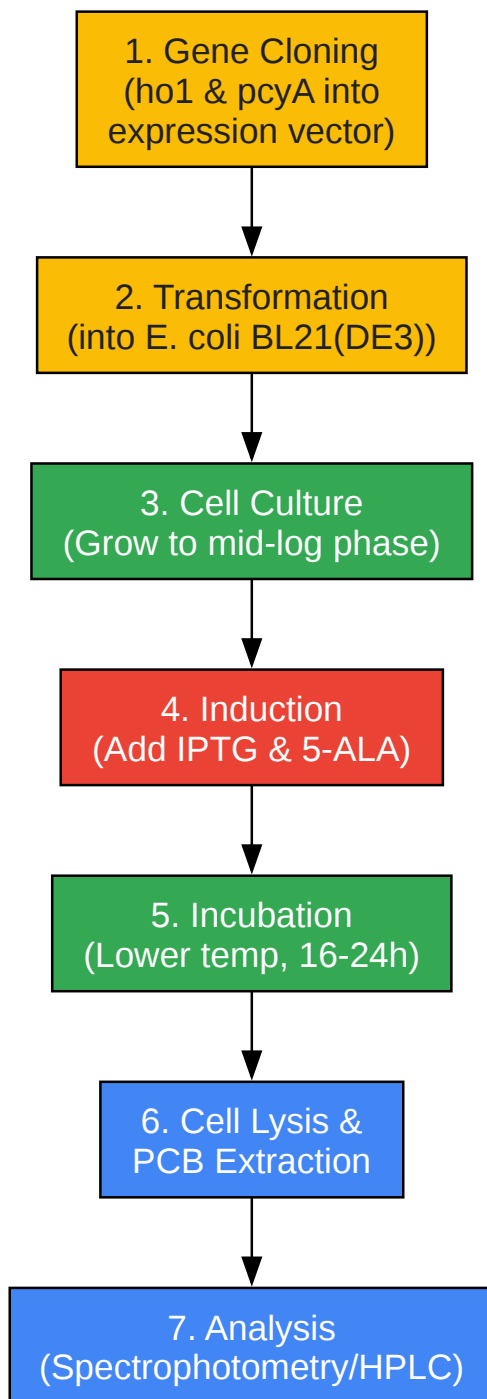 1. Gene Cloning
(ho1 & pcyA into
expression vector)
2. Transformation
(into E. coli BL21(DE3))
3. Cell Culture
(Grow to mid-log phase)
4. Induction
(Add IPTG & 5-ALA)
5. Incubation
(Lower temp, 16-24h)
6. Cell Lysis &
PCB Extraction
7. Analysis
(Spectrophotometry/HPLC)